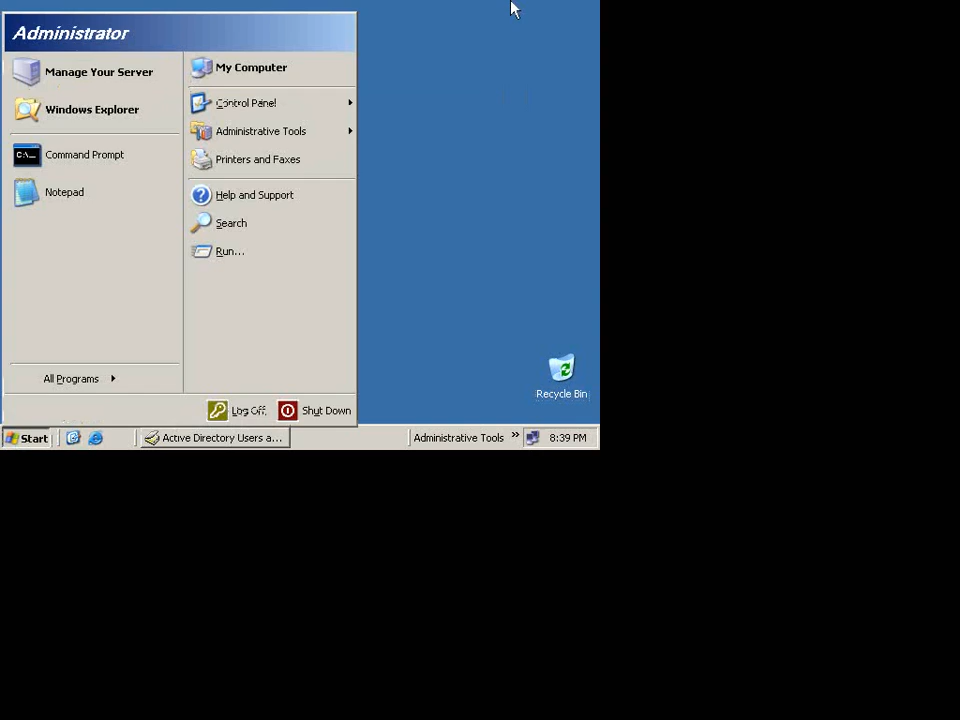 Administrator
Manage Your Server
Windows Explorer
Command Prompt
Notepad
All Programs
My Computer
Control Panel
Administrative Tools
Printers and Faxes
Help and Support
Search
Run...
Log Off
Shut Down
Recycle Bin
Start
Active Directory Users a...
Administrative Tools »
8:39 PM
C:\...